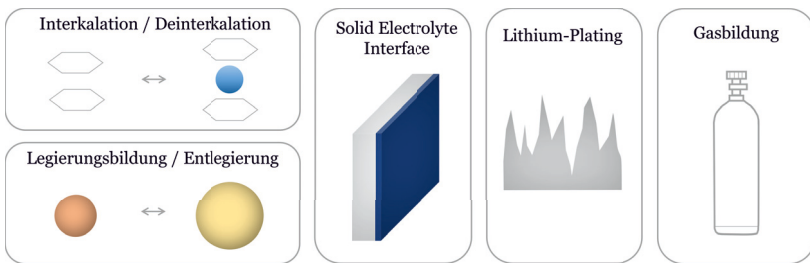 Interkalation / Deinterkalation
Legierungsbildung / Entlegierung
Solid Electrolyte
Interface
Lithium-Plating
Gasbildung